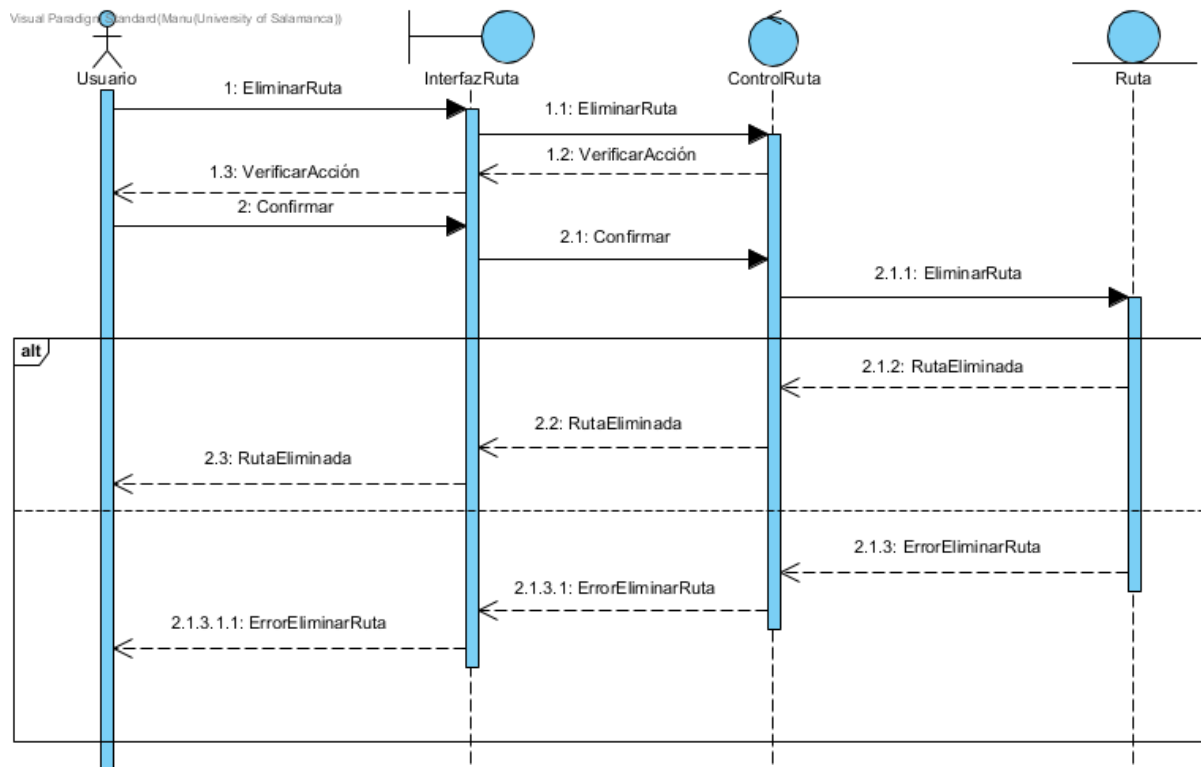 Visual Paradigm Standard(Manu(University of Salamanca))
Usuario
InterfazRuta
ControlRuta
Ruta
1: EliminarRuta
1.1: EliminarRuta
1.2: VerificarAcción
1.3: VerificarAcción
2: Confirmar
2.1: Confirmar
2.1.1: EliminarRuta
alt
2.1.2: RutaEliminada
2.2: RutaEliminada
2.3: RutaEliminada
2.1.3: ErrorEliminarRuta
2.1.3.1: ErrorEliminarRuta
2.1.3.1.1: ErrorEliminarRuta